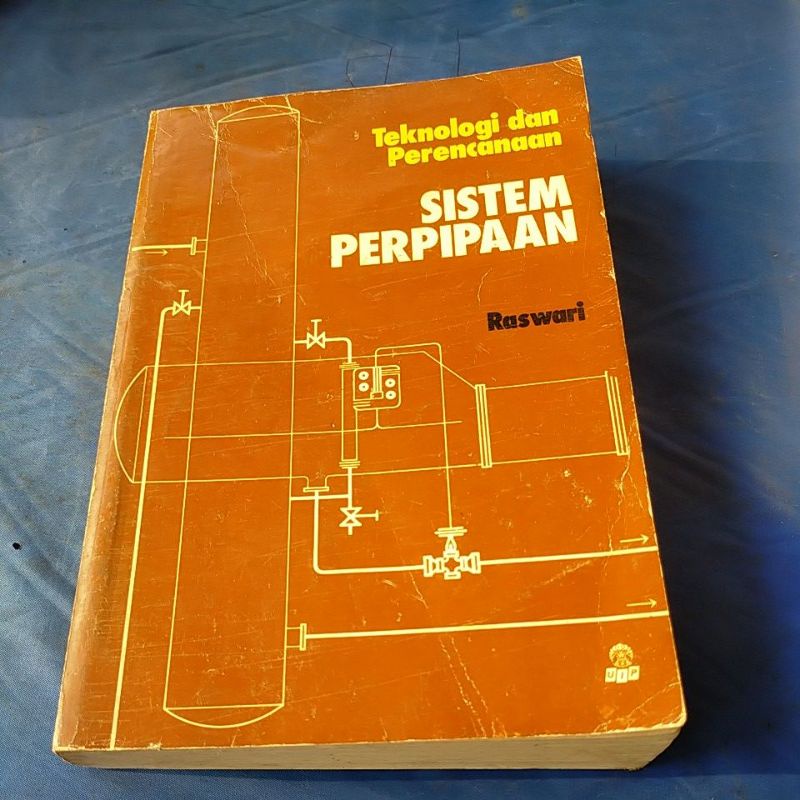 Teknologi dan
Perencanaan
SISTEM
PERPIPAAN
Raswari
UIP